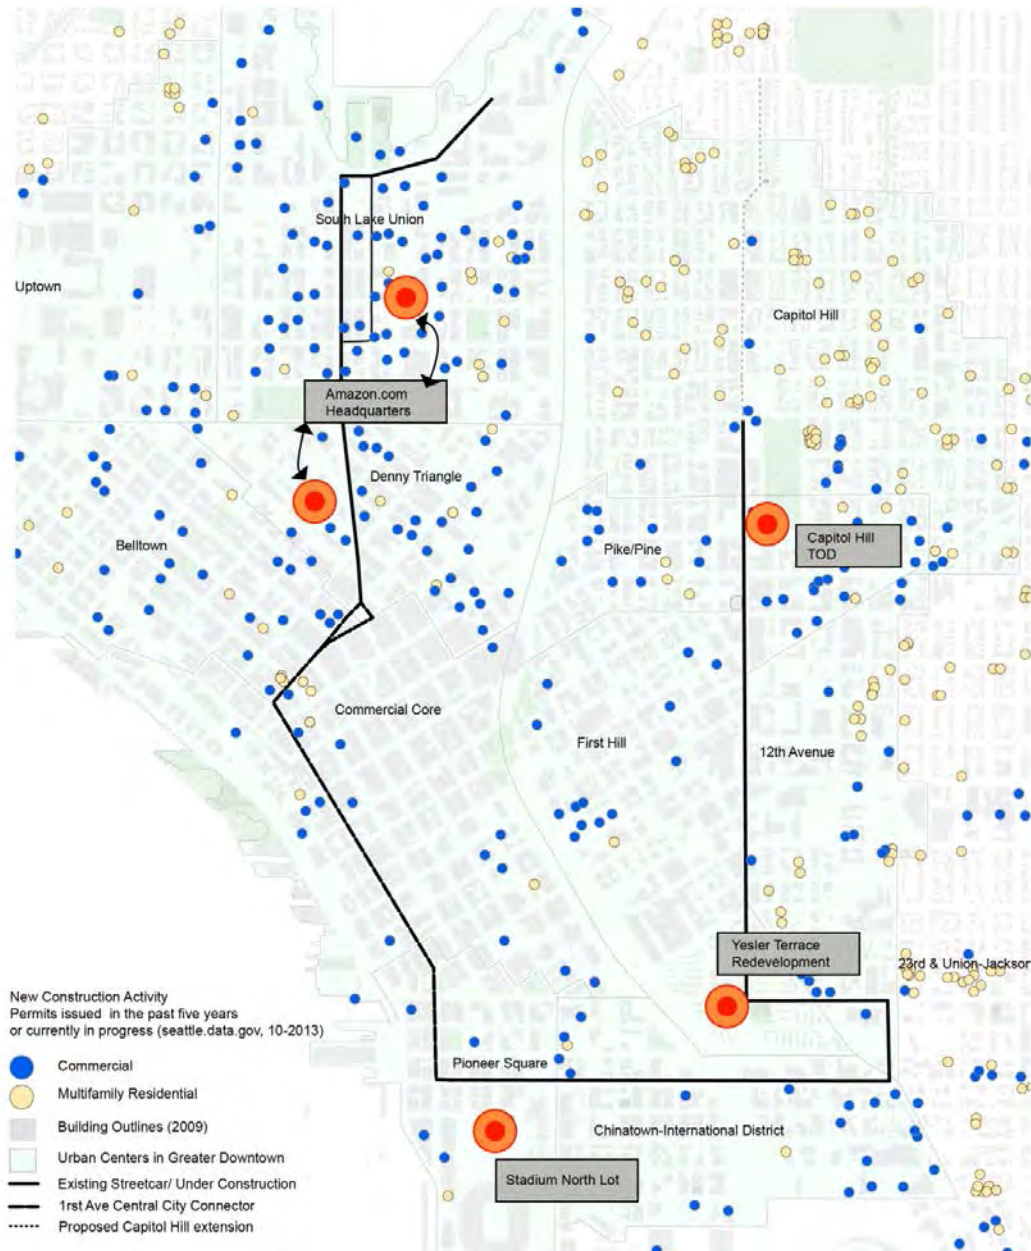 South Lake Union
Uptown
Capitol Hill
Amazon.com
Headquarters
Denny Triangle
Belltown
Pike/Pine
Capitol Hill
TOD
Commercial Core
First Hill
12th Avenue
Yesler Terrace
Redevelopment
23rd & Union-Jackson
New Construction Activity
Permits issued in the past five years
or currently in progress (seattle.data.gov, 10-2013)
Commercial
Multifamily Residential
Building Outlines (2009)
Urban Centers in Greater Downtown
Existing Streetcar/ Under Construction
1rst Ave Central City Connector
Proposed Capitol Hill extension
Pioneer Square
Chinatown-International District
Stadium North Lot